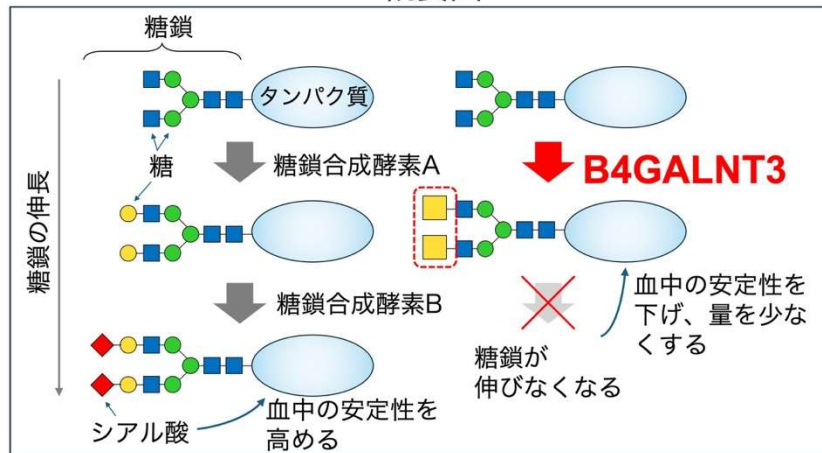 糖鎖
タンパク質
糖
糖鎖合成酵素A
B4GALNT3
糖鎖の伸長
糖鎖合成酵素B
血中の安定性を
下げ、量を少な
くする
糖鎖が
伸びなくなる
シアル酸
血中の安定性を
高める